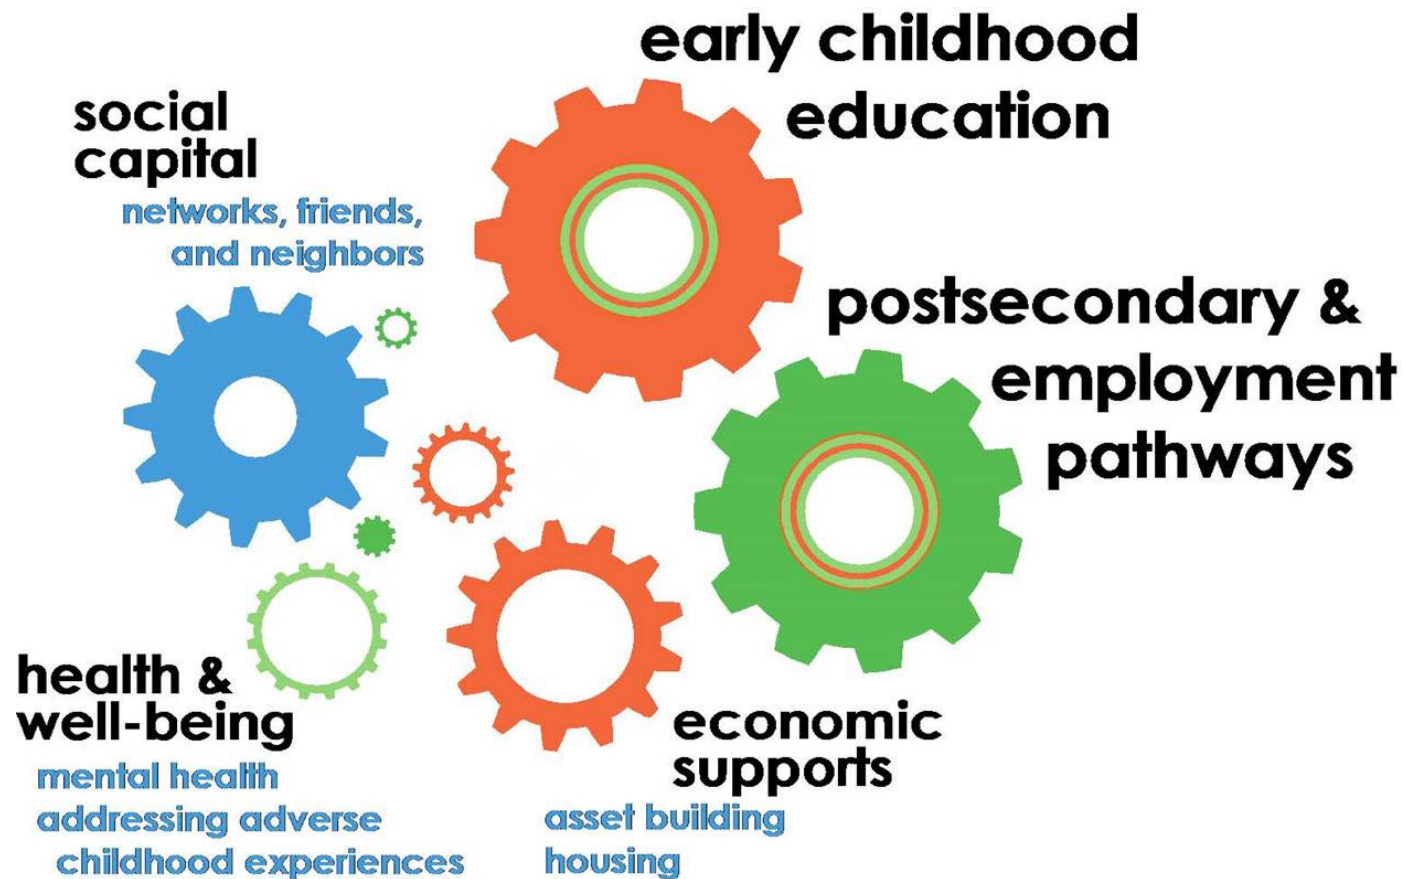 early childhood
education
social
capital
networks, friends,
and neighbors
postsecondary &
employment
pathways
health &
well-being
mental health
addressing adverse
childhood experiences
economic
supports
asset building
housing